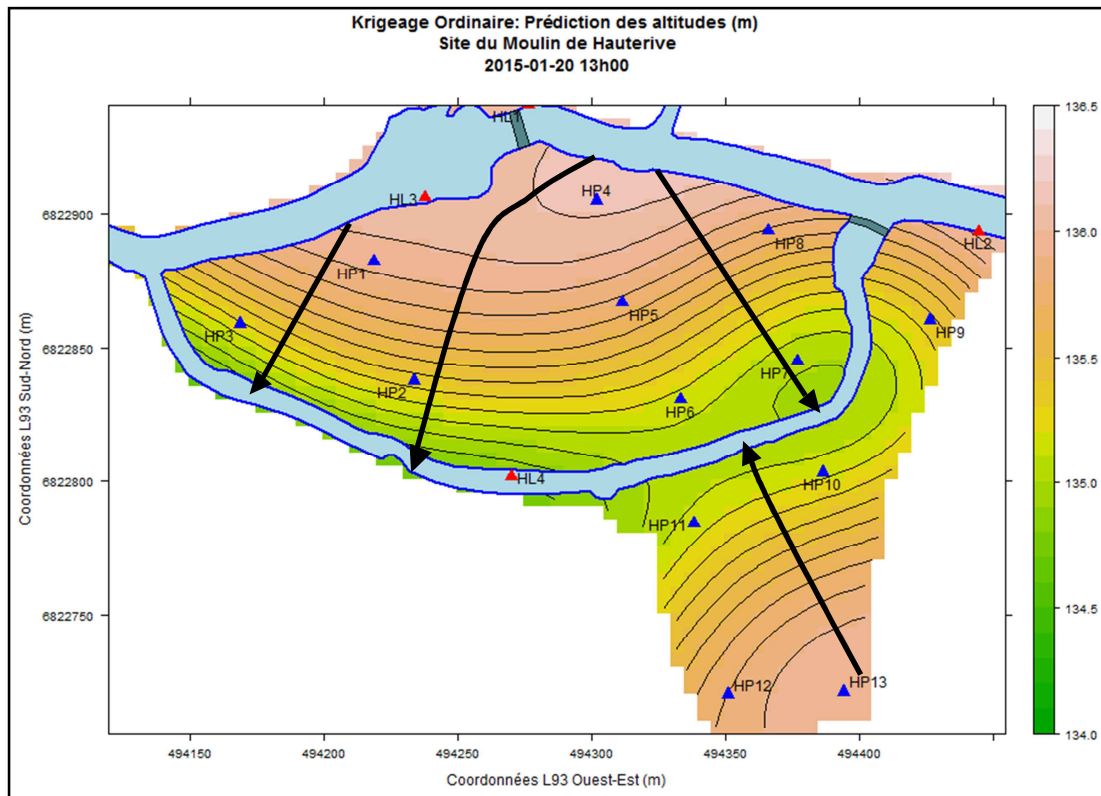 Krigeage Ordinaire: Prédiction des altitudes (m)
Site du Moulin de Hauterive
2015-01-20 13h00
136.5
136.0
135.5
135.0
134.5
134.0
HL1
HP4
HL3
HP8
HL2
HP1
HP5
HP3
HP9
HP7
HP2
HP6
HL4
HP10
HP11
HP12
HP13
6822900
6822850
6822800
6822750
Coordonnées L93 Sud-Nord (m)
494150 494200 494250 494300 494350 494400
Coordonnées L93 Ouest-Est (m)